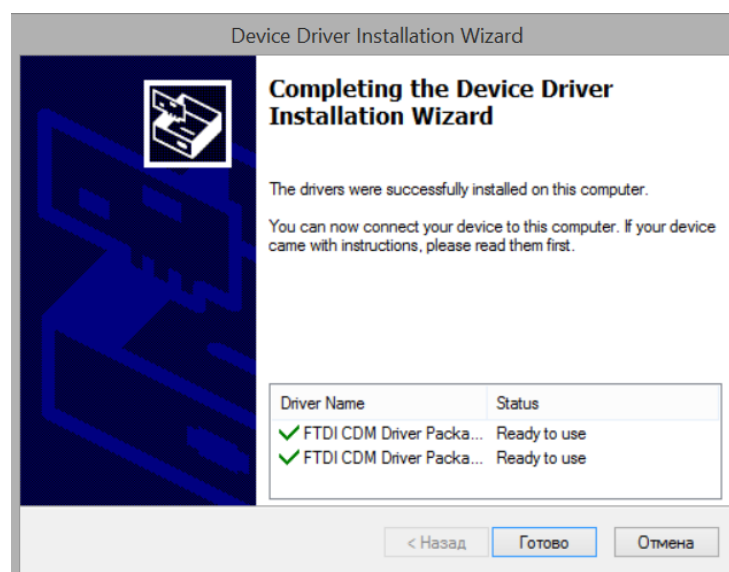 Device Driver Installation Wizard
Completing the Device Driver
Installation Wizard
The drivers were successfully installed on this computer.
You can now connect your device to this computer. If your device
came with instructions, please read them first.
Driver Name Status
FTDI CDM Driver Packa... Ready to use
FTDI CDM Driver Packa... Ready to use
< Назад Готово Отмена